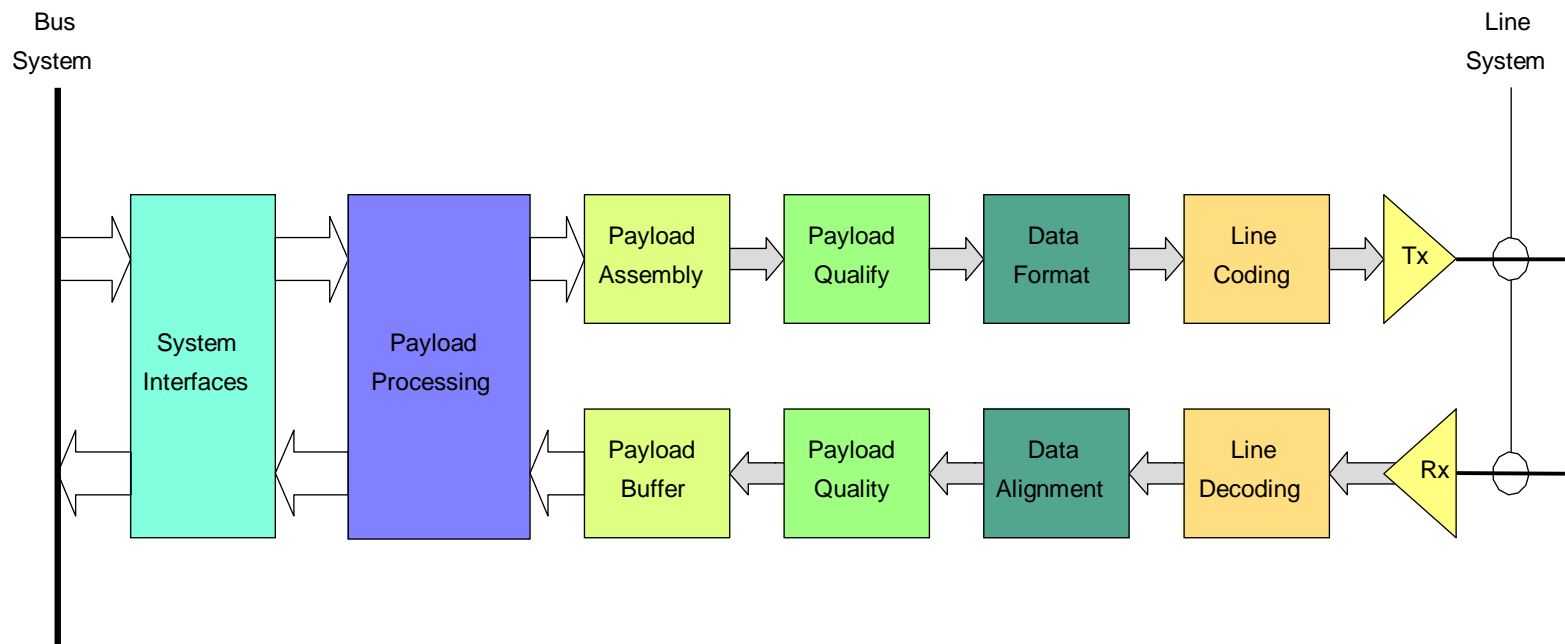 Bus
System
Line
System
System
Interfaces
Payload
Processing
Payload
Assembly
Payload
Qualify
Data
Format
Line
Coding
Tx
Payload
Buffer
Payload
Quality
Data
Alignment
Line
Decoding
Rx